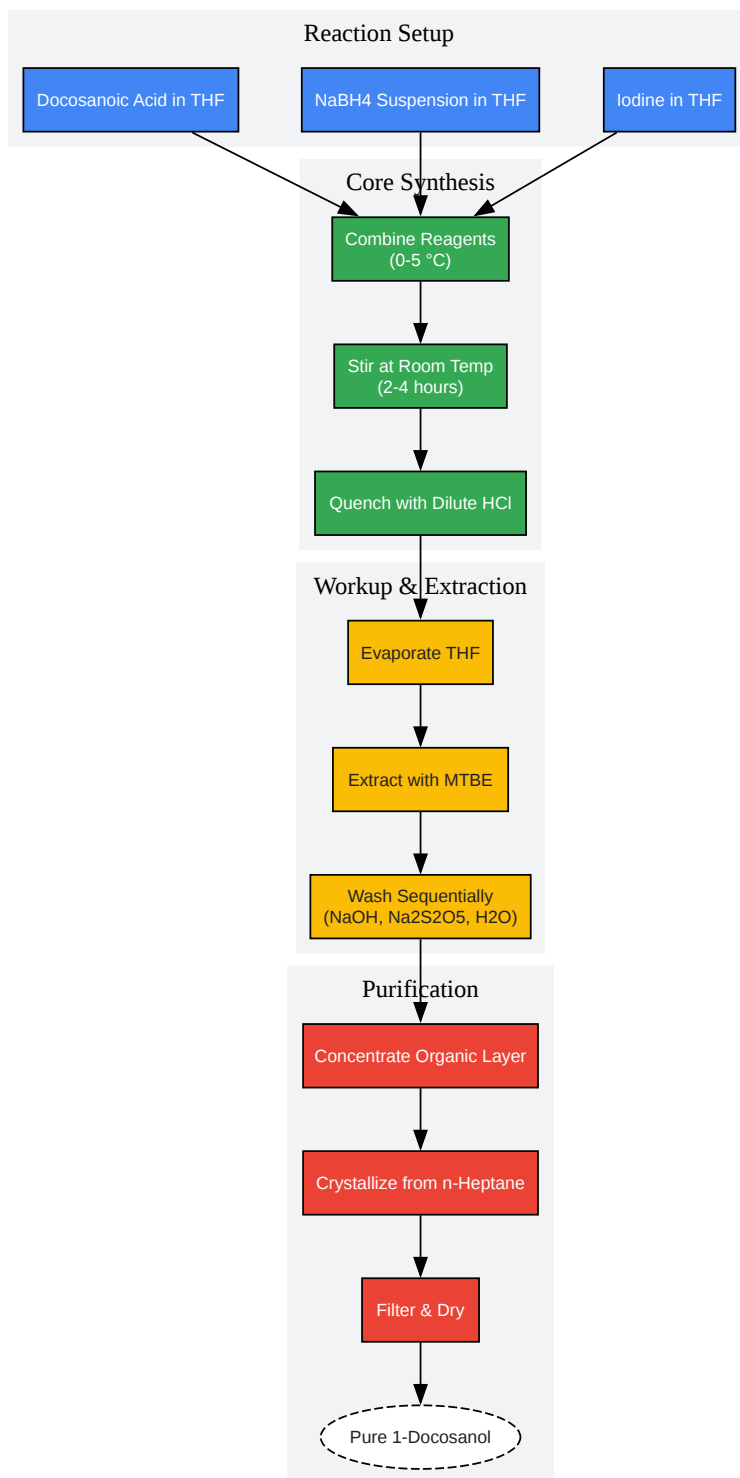 Reaction Setup
Docosanoic Acid in THF
NaBH4 Suspension in THF
Iodine in THF
Core Synthesis
Combine Reagents
(0-5 °C)
Stir at Room Temp
(2-4 hours)
Quench with Dilute HCl
Workup & Extraction
Evaporate THF
Extract with MTBE
Wash Sequentially
(NaOH, Na2S2O5, H2O)
Purification
Concentrate Organic Layer
Crystallize from n-Heptane
Filter & Dry
Pure 1-Docosanol